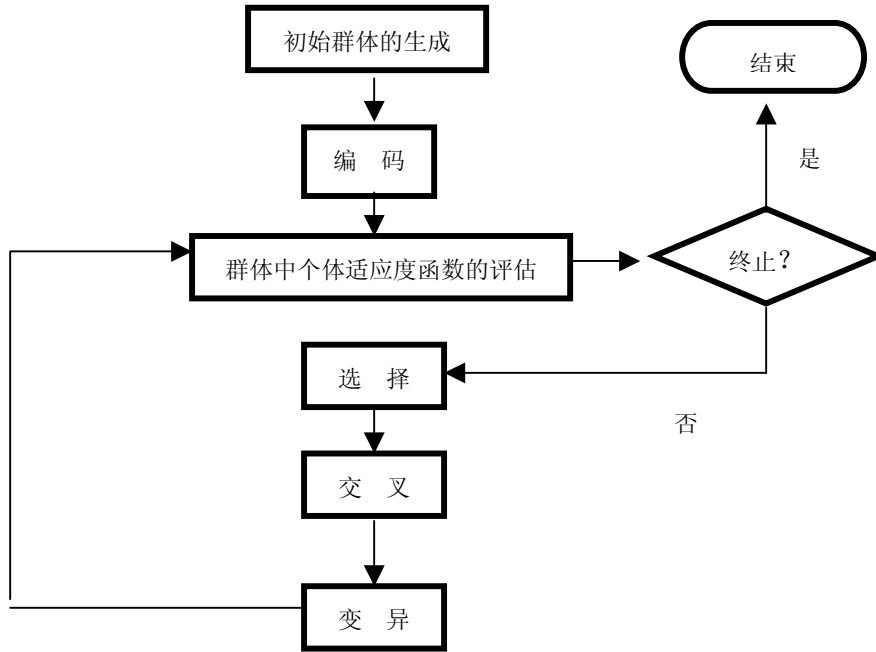 初始群体的生成
结束
编 码
是
群体中个体适应度函数的评估
终止？
选 择
否
交 叉
变 异